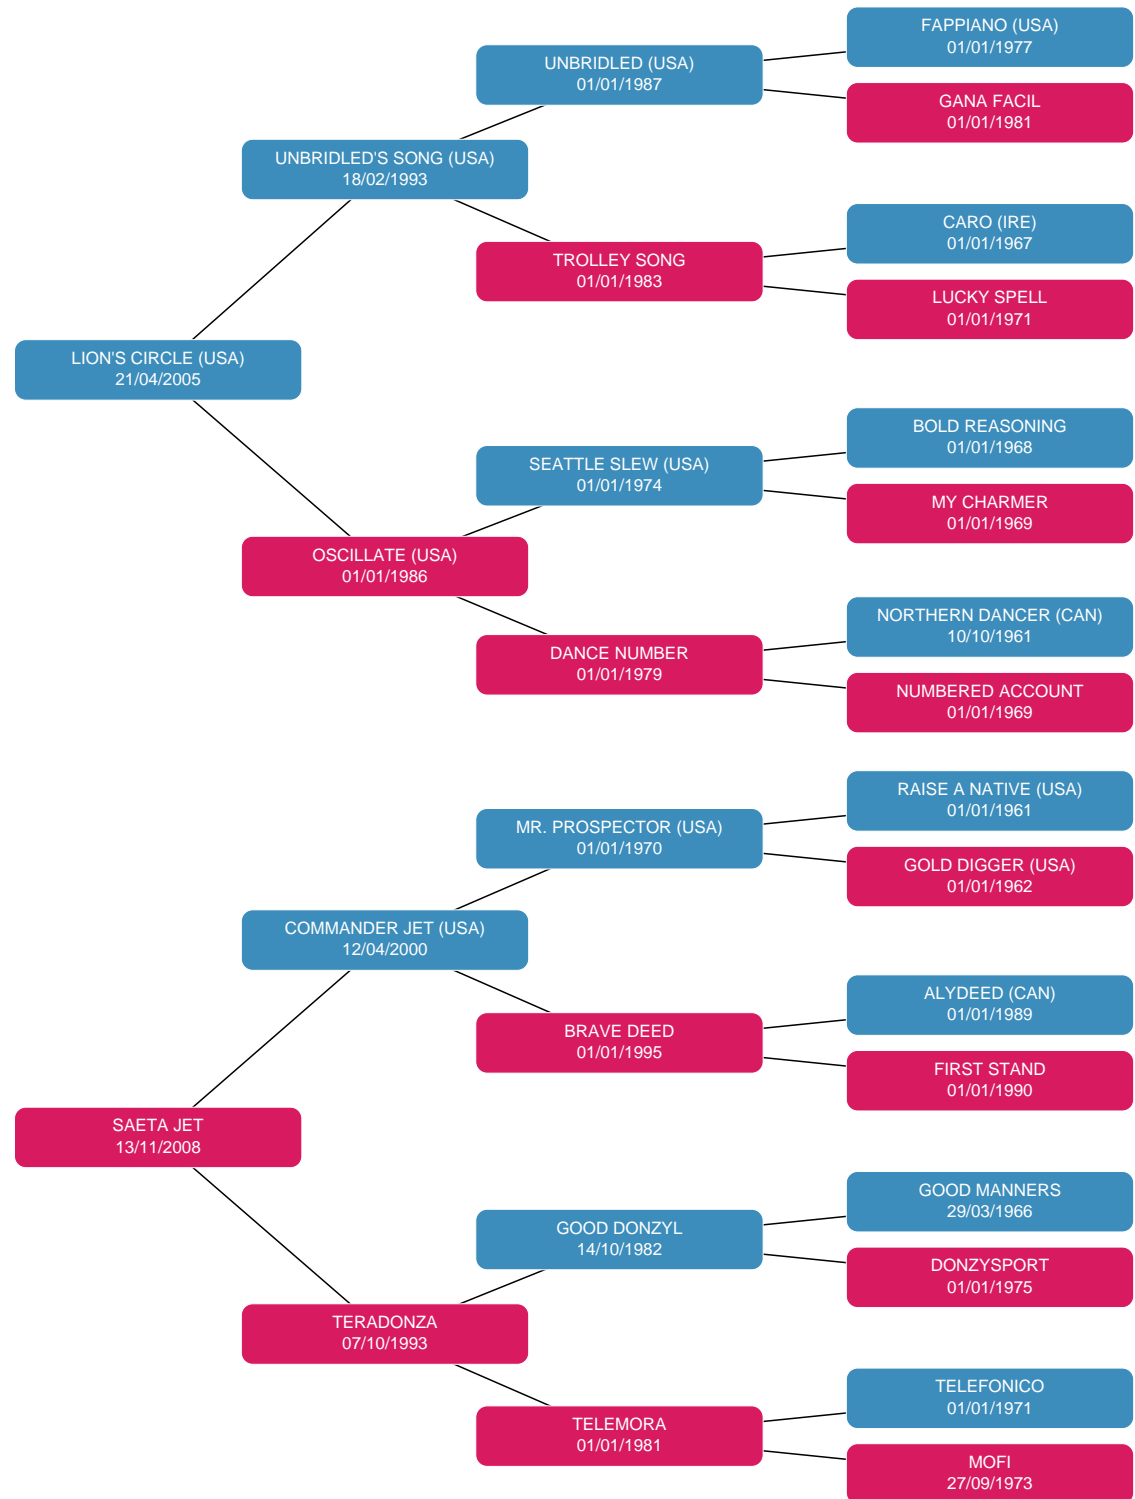 FAPPIANO (USA)
01/01/1977
UNBRIDLED (USA)
01/01/1987
GANA FACIL
01/01/1981
UNBRIDLED'S SONG (USA)
18/02/1993
CARO (IRE)
01/01/1967
TROLLEY SONG
01/01/1983
LUCKY SPELL
01/01/1971
LION'S CIRCLE (USA)
21/04/2005
BOLD REASONING
01/01/1968
SEATTLE SLEW (USA)
01/01/1974
MY CHARMER
01/01/1969
OSCILLATE (USA)
01/01/1986
NORTHERN DANCER (CAN)
10/10/1961
DANCE NUMBER
01/01/1979
NUMBERED ACCOUNT
01/01/1969
RAISE A NATIVE (USA)
01/01/1961
MR. PROSPECTOR (USA)
01/01/1970
GOLD DIGGER (USA)
01/01/1962
COMMANDER JET (USA)
12/04/2000
ALYDEED (CAN)
01/01/1989
BRAVE DEED
01/01/1995
FIRST STAND
01/01/1990
SAETA JET
13/11/2008
GOOD MANNERS
29/03/1966
GOOD DONZYL
14/10/1982
DONZYSPORT
01/01/1975
TERADONZA
07/10/1993
TELEFONICO
01/01/1971
TELEMORA
01/01/1981
MOFI
27/09/1973